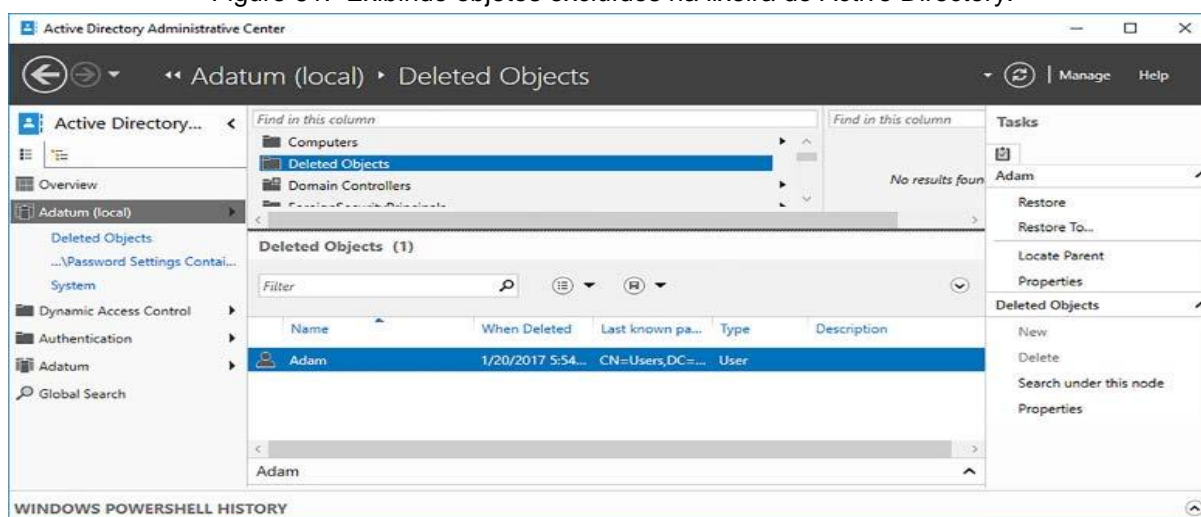 Active Directory Administrative Center
Adatum (local) • Deleted Objects
Manage Help
Active Directory...
Overview
Adatum (local)
Deleted Objects
...\Password Settings Contai...
System
Dynamic Access Control
Authentication
Adatum
Global Search
Find in this column
Computers
Deleted Objects
Domain Controllers
Find in this column
No results foun
Deleted Objects (1)
Filter
Name When Deleted Last known pa... Type Description
Adam 1/20/2017 5:54... CN=Users,DC=... User
Adam
Tasks
Adam
Restore
Restore To...
Locate Parent
Properties
Deleted Objects
New
Delete
Search under this node
Properties
WINDOWS POWERSHELL HISTORY